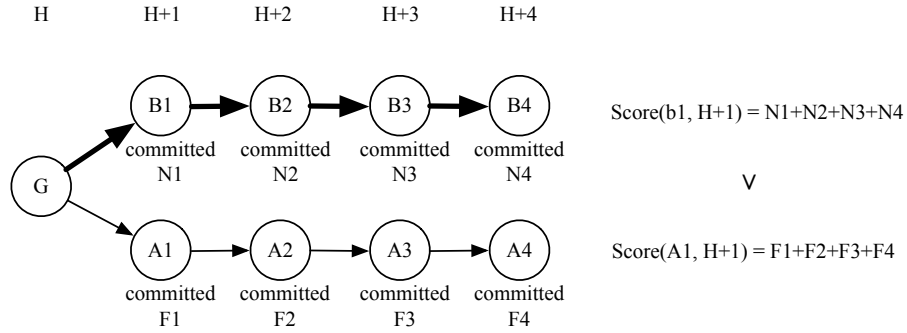 H H+1 H+2 H+3 H+4
B1 B2 B3 B4
Score(b1, H+1) = N1+N2+N3+N4
committed committed committed committed
N1 N2 N3 N4
G
∨
A1 A2 A3 A4
Score(A1, H+1) = F1+F2+F3+F4
committed committed committed committed
F1 F2 F3 F4